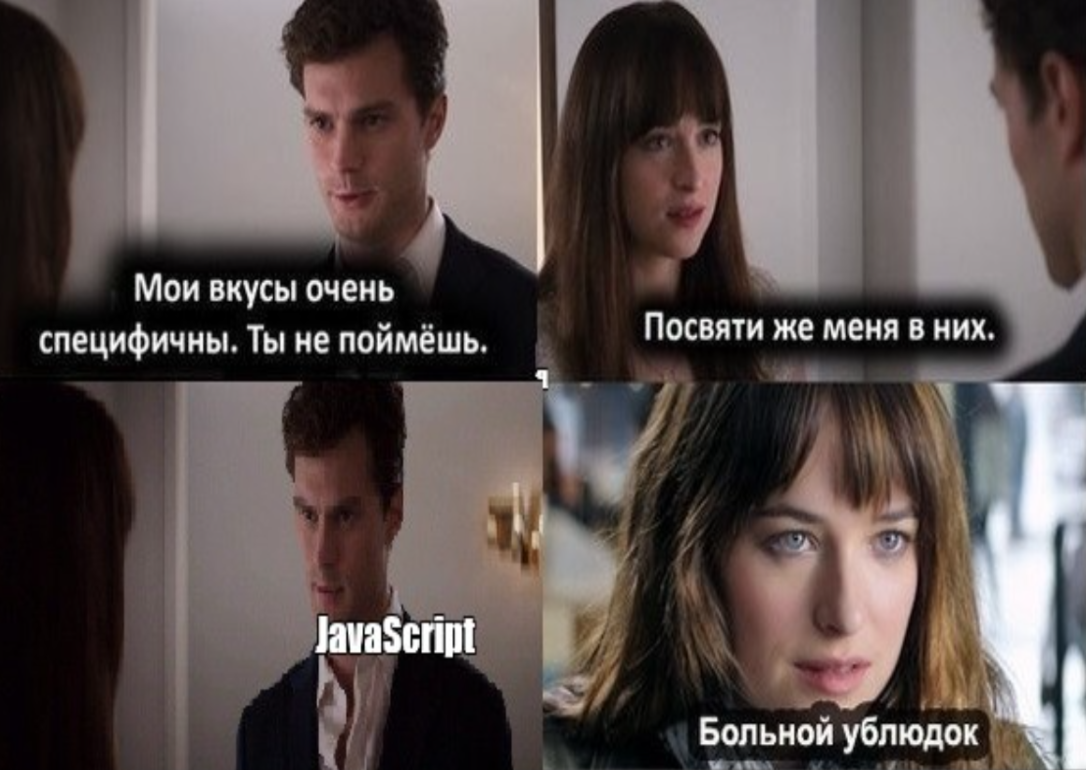 Мои вкусы очень
специфичны. Ты не поймёшь.
Посвяти же меня в них.
JavaScript
Больной ублюдок